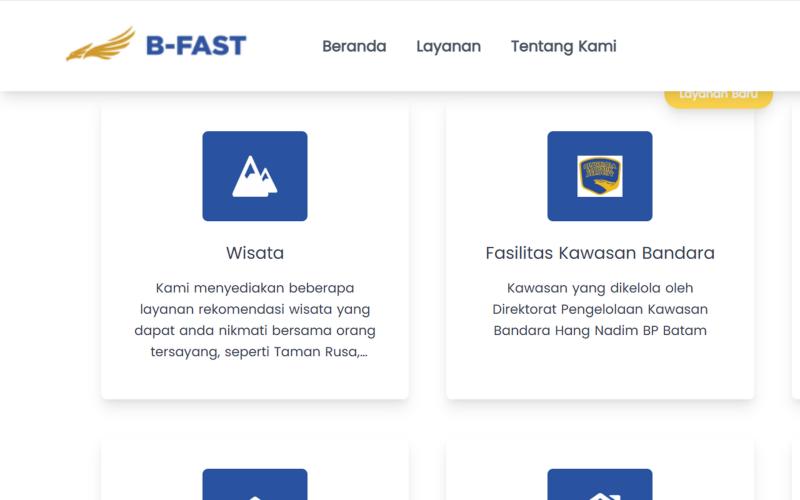 B-FAST
Beranda
Layanan
Tentang Kami
Layanan Baru
Wisata
Kami menyediakan beberapa
layanan rekomendasi wisata yang
dapat anda nikmati bersama orang
tersayang, seperti Taman Rusa,...
Fasilitas Kawasan Bandara
Kawasan yang dikelola oleh
Direktorat Pengelolaan Kawasan
Bandara Hang Nadim BP Batam